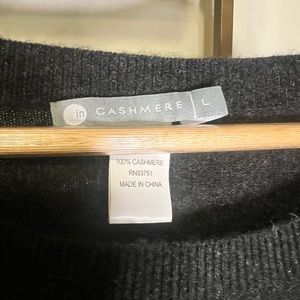 in CASHMERE L
100% CASHMERE
RN93751
MADE IN CHINA